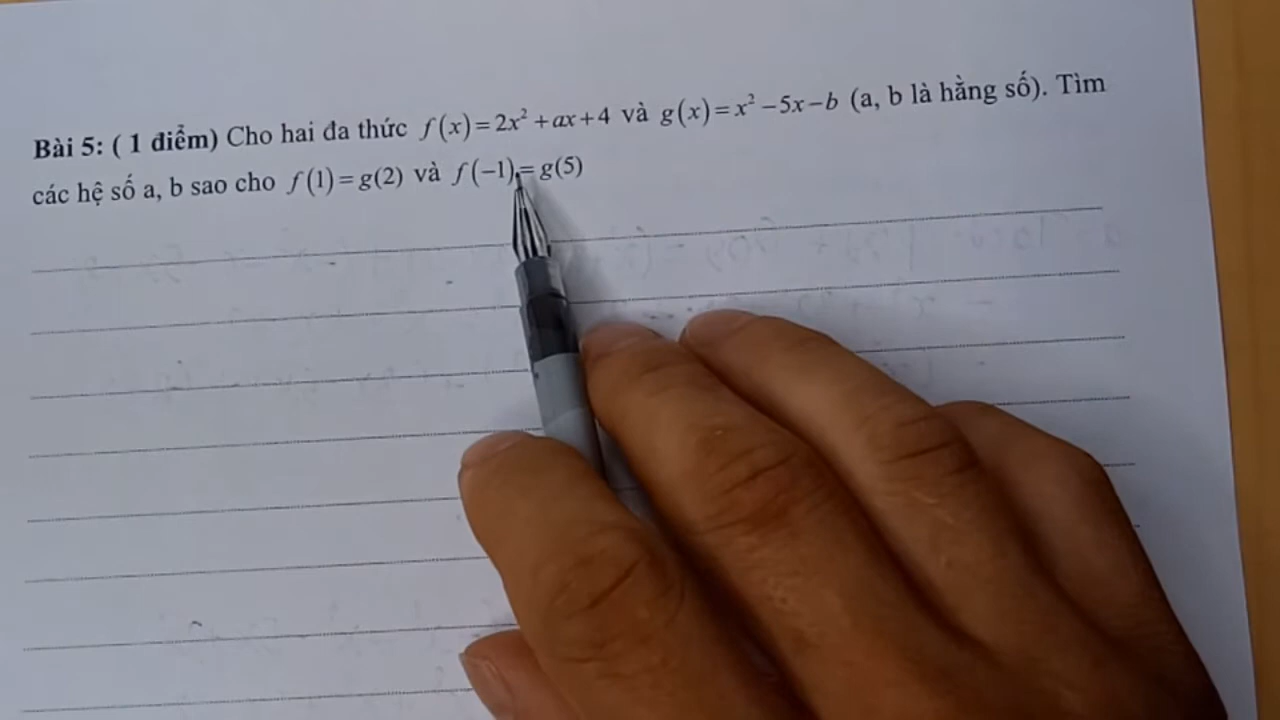 Bài 5: ( 1 điểm) Cho hai đa thức f(x)=2x²+ax+4 và g(x)=x²−5x−b (a, b là hằng số). Tìm
các hệ số a, b sao cho f(1)=g(2) và f(−1)=g(5)